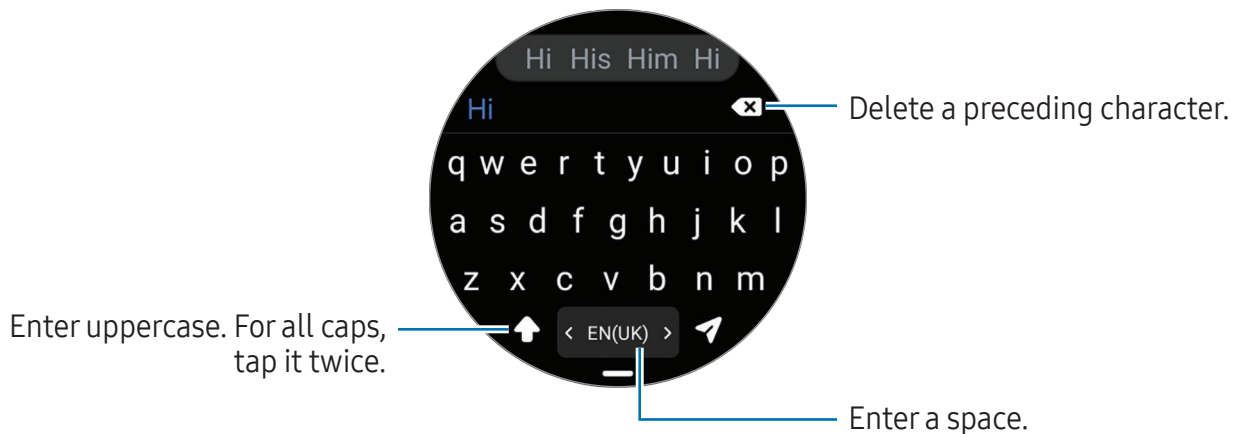 Hi His Him Hi
Hi
Delete a preceding character.
q w e r t y u i o p
a s d f g h j k l
z x c v b n m
Enter uppercase. For all caps,
tap it twice.
< EN(UK) >
Enter a space.